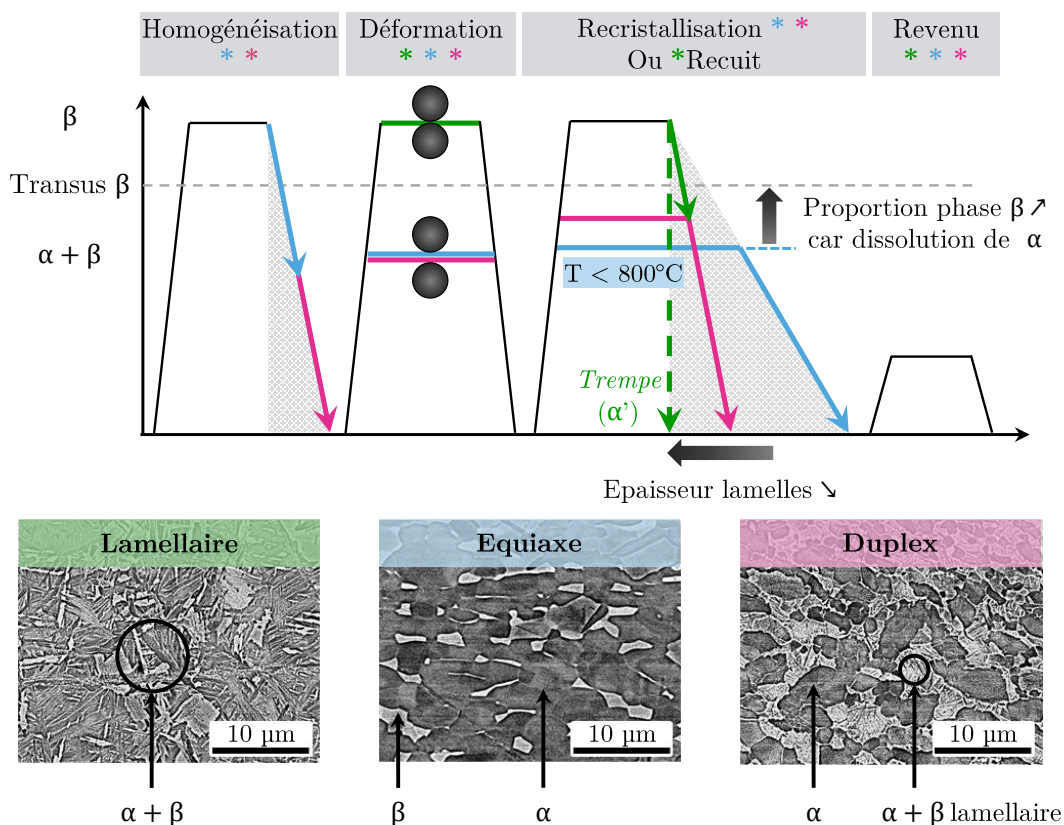 Homogénéisation
* *
Déformation
* * *
Recristallisation * *
Ou *Recuit
Revenu
* * *
β
Transus β
α + β
T < 800°C
Proportion phase β ↗
car dissolution de α
Trempe
(α’)
Epaisseur lamelles ↘
Lamellaire
10 µm
α + β
Equiaxe
10 µm
β
α
Duplex
10 µm
α
α + β lamellaire